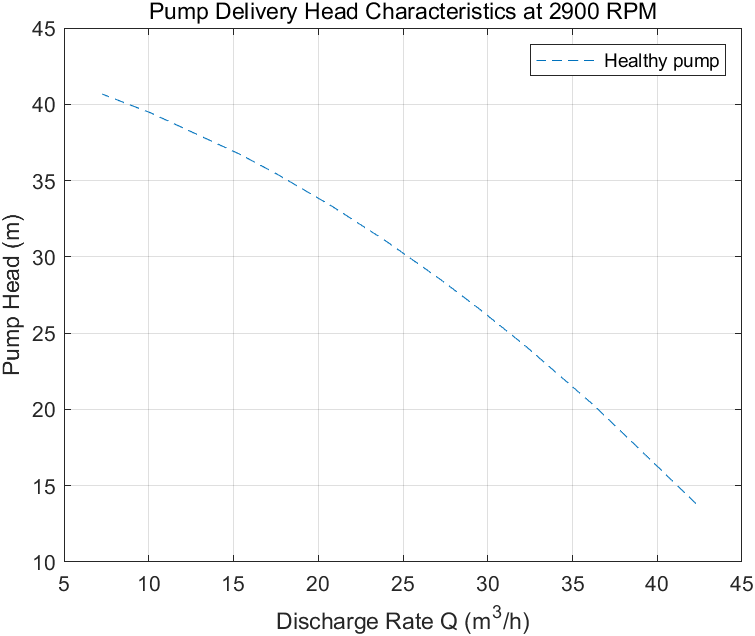 Pump Delivery Head Characteristics at 2900 RPM
Healthy pump
Pump Head (m)
45
40
35
30
25
20
15
10
5 10 15 20 25 30 35 40 45
Discharge Rate Q (m³/h)